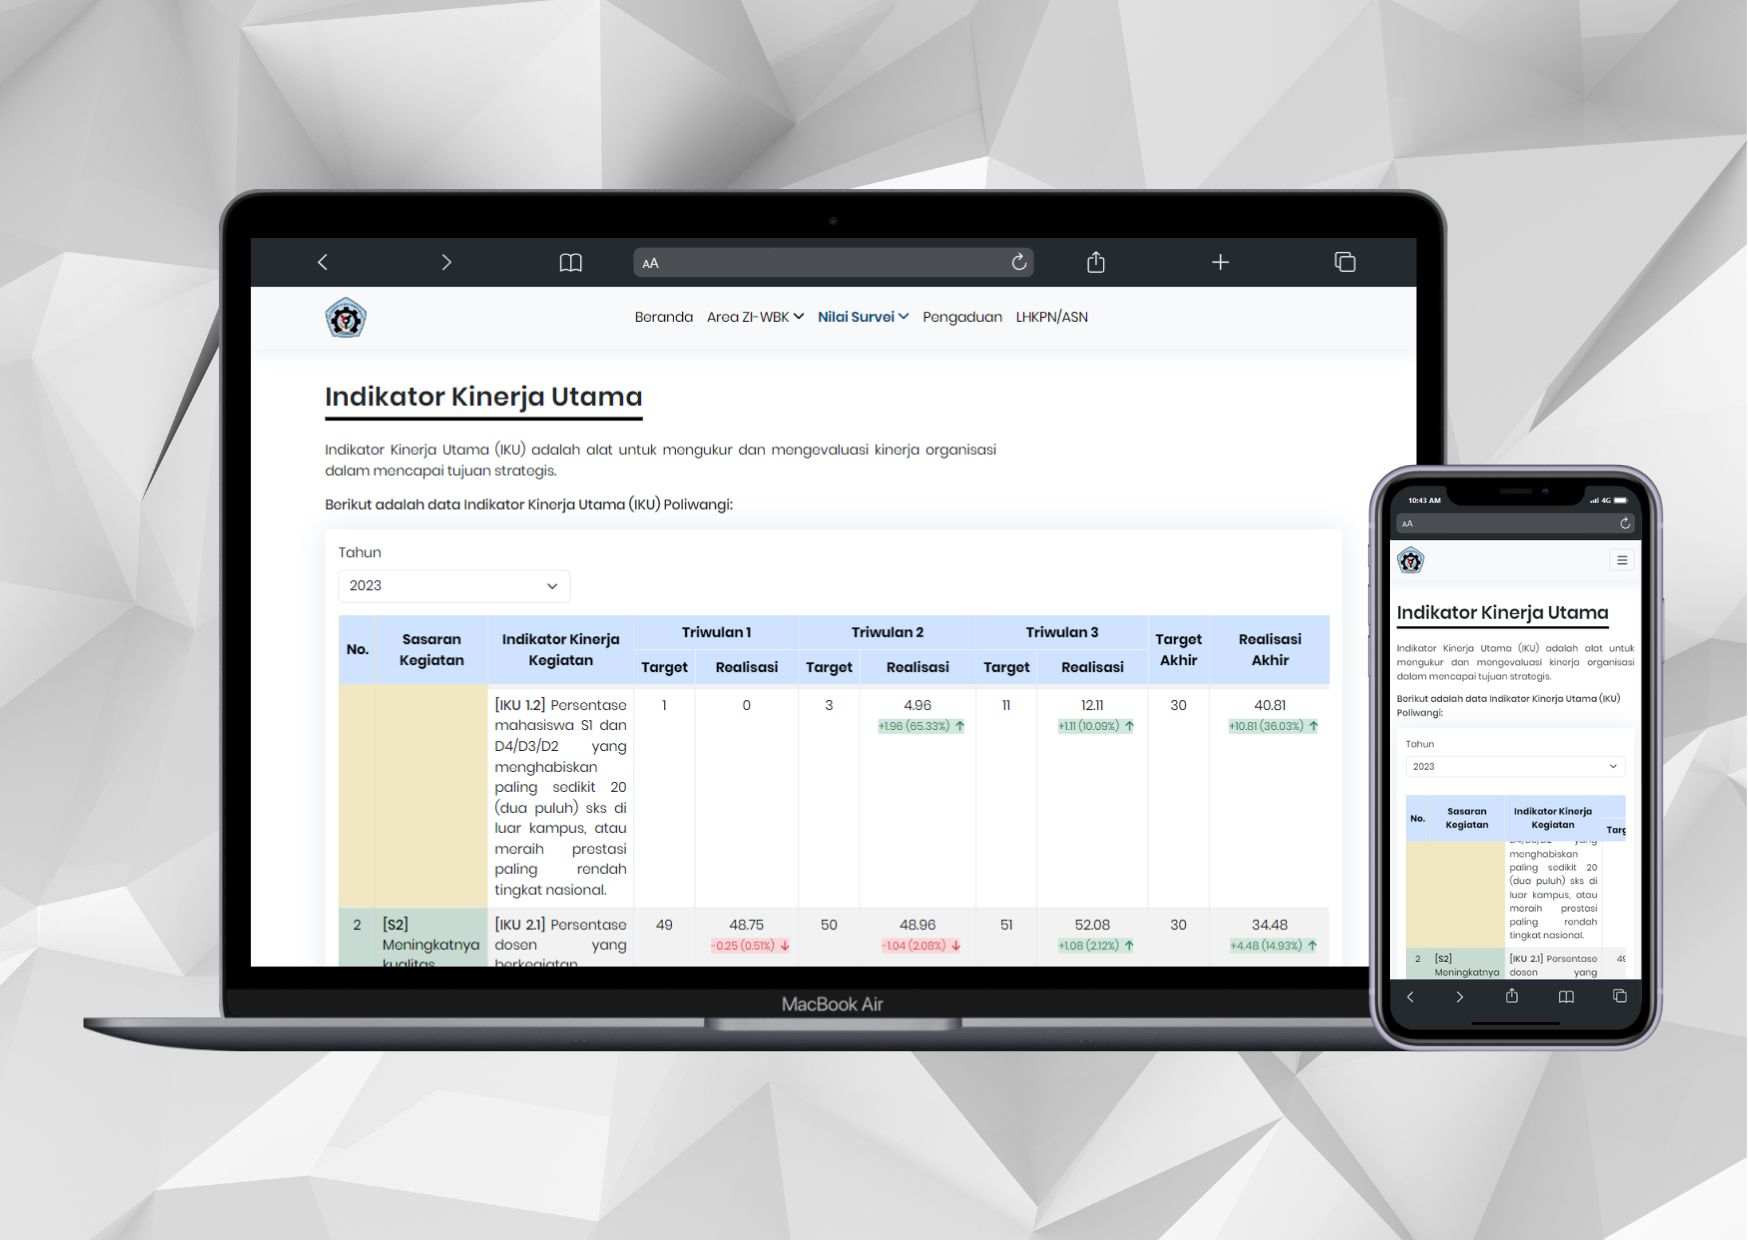 AA
Beranda Area ZI-WBK Nilai Survei Pengaduan LHKPN/ASN
Indikator Kinerja Utama
Indikator Kinerja Utama (IKU) adalah alat untuk mengukur dan mengevaluasi kinerja organisasi
dalam mencapai tujuan strategis.
Berikut adalah data Indikator Kinerja Utama (IKU) Poliwangi:
Tahun
2023
No. Sasaran Kegiatan Indikator Kinerja Kegiatan Triwulan 1 Triwulan 2 Triwulan 3 Target Akhir Realisasi Akhir
Target Realisasi Target Realisasi Target Realisasi
[IKU 1.2] Persentase 1 0 3 4.96 11 12.11 30 40.81
mahasiswa S1 dan +1.96 (65.33%) ↑ +1.11 (10.09%) ↑ +10.81 (36.03%) ↑
D4/D3/D2 yang
menghabiskan
paling sedikit 20
(dua puluh) sks di
luar kampus, atau
meraih prestasi
paling rendah
tingkat nasional.
2 [S2] [IKU 2.1] Persentase 49 48.75 50 48.96 51 52.08 30 34.48
Meningkatnya dosen yang -0.25 (0.51%) ↓ -1.04 (2.08%) ↓ +1.08 (2.12%) ↑ +4.48 (14.93%) ↑
kualitas berkegiatan
MacBook Air
10:43 AM 4G
AA
Indikator Kinerja Utama
Indikator Kinerja Utama (IKU) adalah alat untuk
mengukur dan mengevaluasi kinerja organisasi
dalam mencapai tujuan strategis.
Berikut adalah data Indikator Kinerja Utama (IKU)
Poliwangi:
Tahun
2023
No. Sasaran Kegiatan Indikator Kinerja Kegiatan Targ
D4/D3/D2 yang
menghabiskan
paling sedikit 20
(dua puluh) sks di
luar kampus, atau
meraih prestasi
paling rendah
tingkat nasional.
2 [S2] [IKU 2.1] Persentase 49
Meningkatnya dosen yang